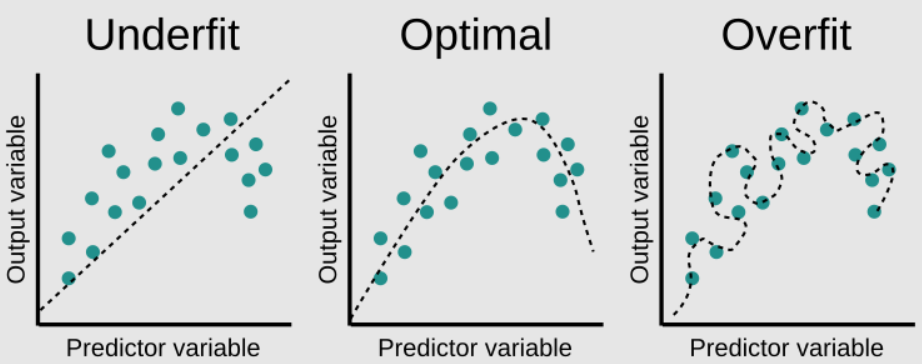 Underfit
Optimal
Overfit
Output variable
Output variable
Output variable
Predictor variable
Predictor variable
Predictor variable